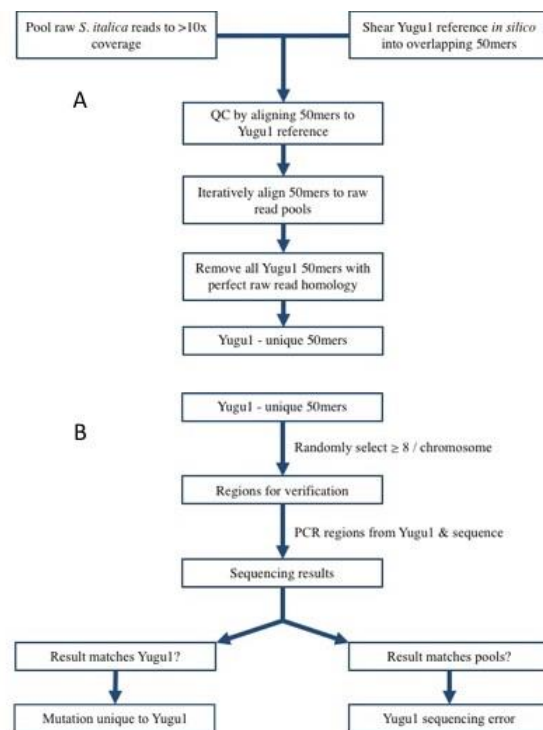 Pool raw S. italica reads to >10x
coverage
Shear Yugu1 reference in silico
into overlapping 50mers
A
QC by aligning 50mers to
Yugu1 reference
Iteratively align 50mers to raw
read pools
Remove all Yugu1 50mers with
perfect raw read homology
Yugu1 - unique 50mers
B
Yugu1 - unique 50mers
Randomly select ≥ 8 / chromosome
Regions for verification
PCR regions from Yugu1 & sequence
Sequencing results
Result matches Yugu1?
Result matches pools?
Mutation unique to Yugu1
Yugu1 sequencing error